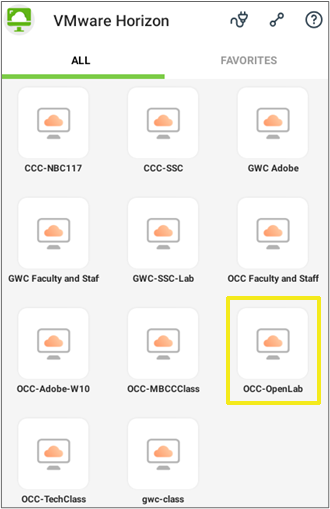 VMware Horizon
ALL FAVORITES
CCC-NBC117 CCC-SSC GWC Adobe
GWC Faculty and Staf GWC-SSC-Lab OCC Faculty and Staff
OCC-Adobe-W10 OCC-MBCCClass OCC-OpenLab
OCC-TechClass gwc-class